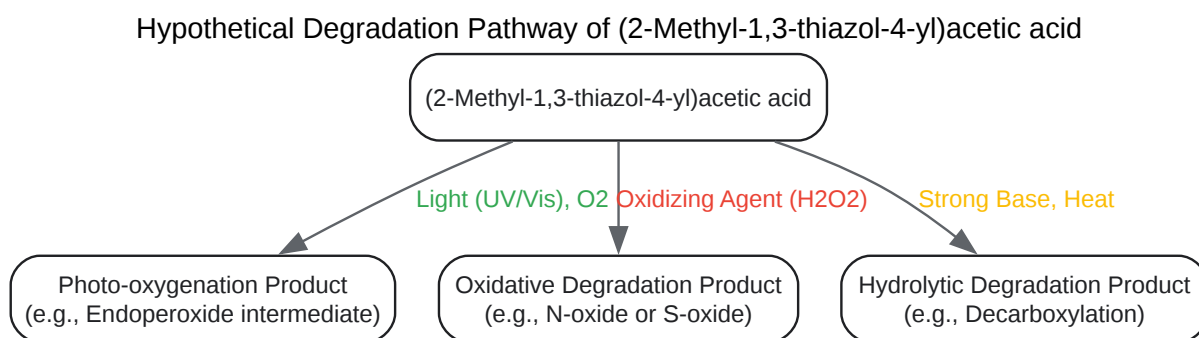 Hypothetical Degradation Pathway of (2-Methyl-1,3-thiazol-4-yl)acetic acid
(2-Methyl-1,3-thiazol-4-yl)acetic acid
Light (UV/Vis), O2
Oxidizing Agent (H2O2)
Strong Base, Heat
Photo-oxygenation Product
(e.g., Endoperoxide intermediate)
Oxidative Degradation Product
(e.g., N-oxide or S-oxide)
Hydrolytic Degradation Product
(e.g., Decarboxylation)